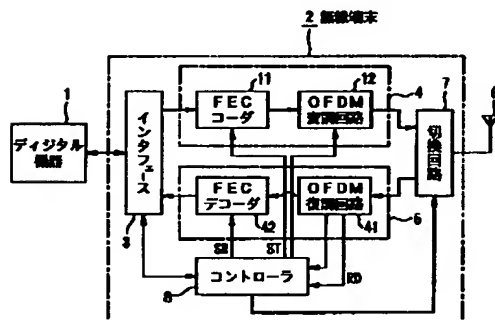 2 無線端末
4
11
12
7
6
FEC
コーダ
OFDM
変調回路
1
ディジタル
機器
インタフェース
3
切換回路
FEC
デコーダ
42
OFDM
復調回路
41
5
SR
ST
RD
コントローラ
8